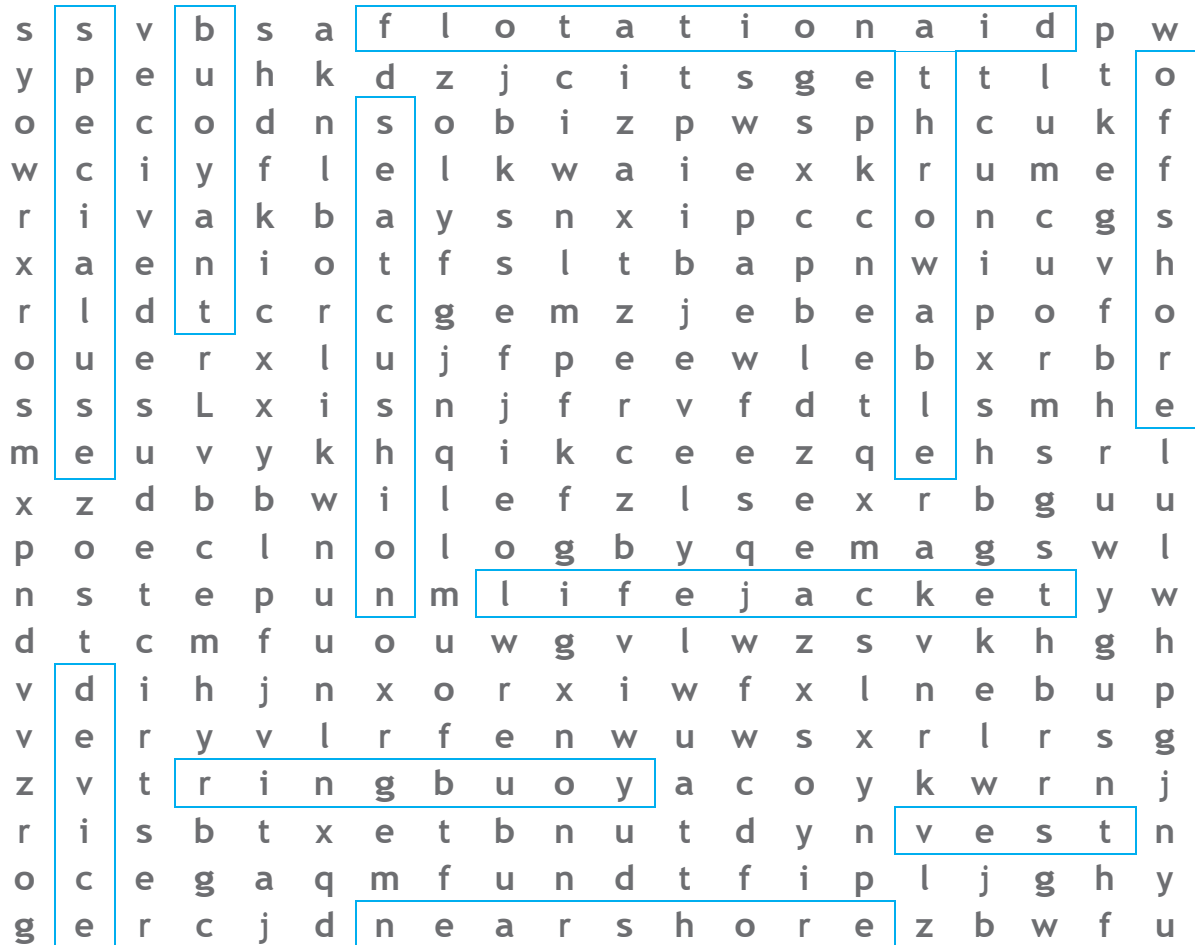 s s v b s a f l o t a t i o n a i d p w
y p e u h k d z j c i t s g e t t l t o
o e c o d n s o b i z p w s p h c u k f
w c i y f l e l k w a i e x k r u m e f
r i v a k b a y s n x i p c c o n c g s
x a e n i o t f s l t b a p n w i u v h
r l d t c r c g e m z j e b e a p o f o
o u e r x l u j f p e e w l e b x r b r
s s s L x i s n j f r v f d t l s m h e
m e u v y k h q i k c e e z q e h s r l
x z d b b w i l e f z l s e x r b g u u
p o e c l n o l o g b y q e m a g s w l
n s t e p u n m l i f e j a c k e t y w
d t c m f u o u w g v l w z s v k h g h
v d i h j n x o r x i w f x l n e b u p
v e r y v l r f e n w u w s x r l r s g
z v t r i n g b u o y a c o y k w r n j
r i s b t x e t b n u t d y n v e s t n
o c e g a q m f u n d t f i p l j g h y
g e r c j d n e a r s h o r e z b w f u